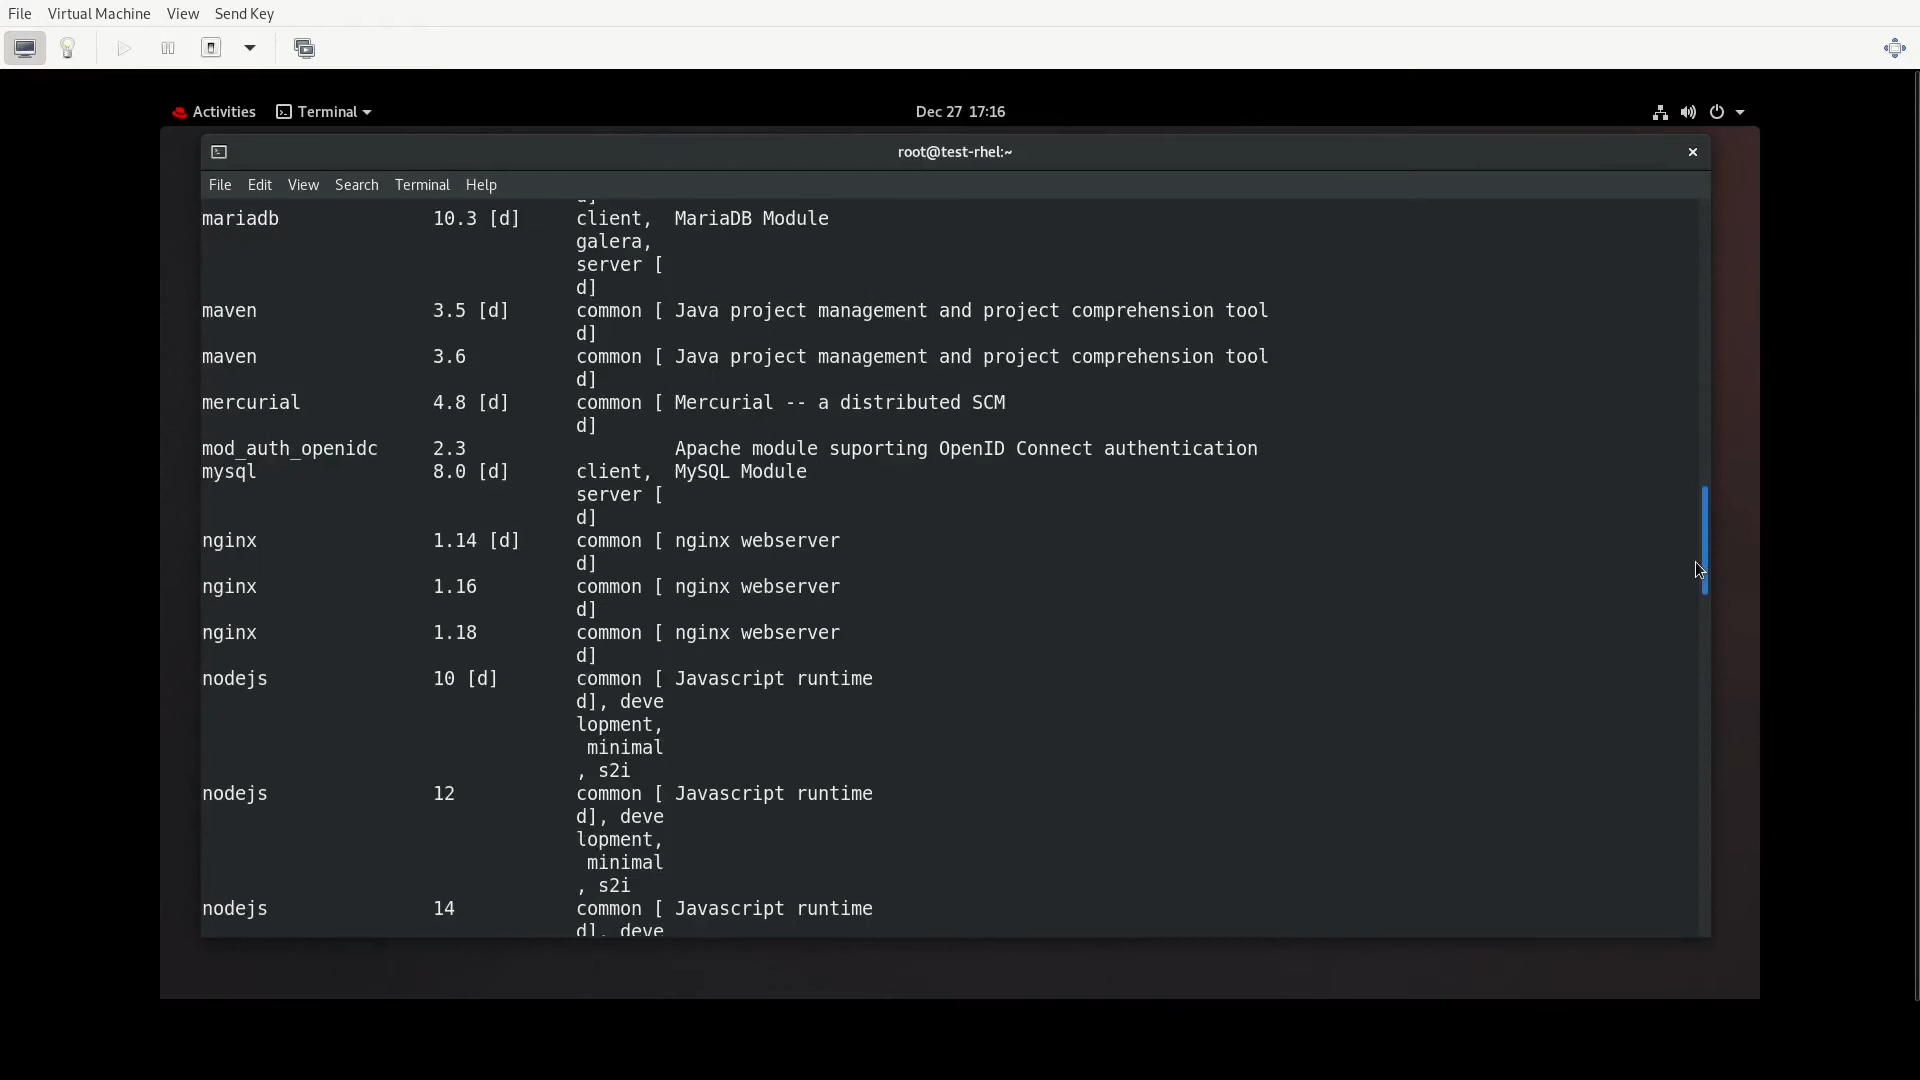 File Virtual Machine View Send Key
Activities Terminal Dec 27 17:16
root@test-rhel:~
File Edit View Search Terminal Help
d]
mariadb 10.3 [d] client, MariaDB Module
galera,
server [
d]
maven 3.5 [d] common [ Java project management and project comprehension tool
d]
maven 3.6 common [ Java project management and project comprehension tool
d]
mercurial 4.8 [d] common [ Mercurial -- a distributed SCM
d]
mod_auth_openidc 2.3 Apache module suporting OpenID Connect authentication
mysql 8.0 [d] client, MySQL Module
server [
d]
nginx 1.14 [d] common [ nginx webserver
d]
nginx 1.16 common [ nginx webserver
d]
nginx 1.18 common [ nginx webserver
d]
nodejs 10 [d] common [ Javascript runtime
d], deve
lopment,
minimal
, s2i
nodejs 12 common [ Javascript runtime
d], deve
lopment,
minimal
, s2i
nodejs 14 common [ Javascript runtime
d], deve